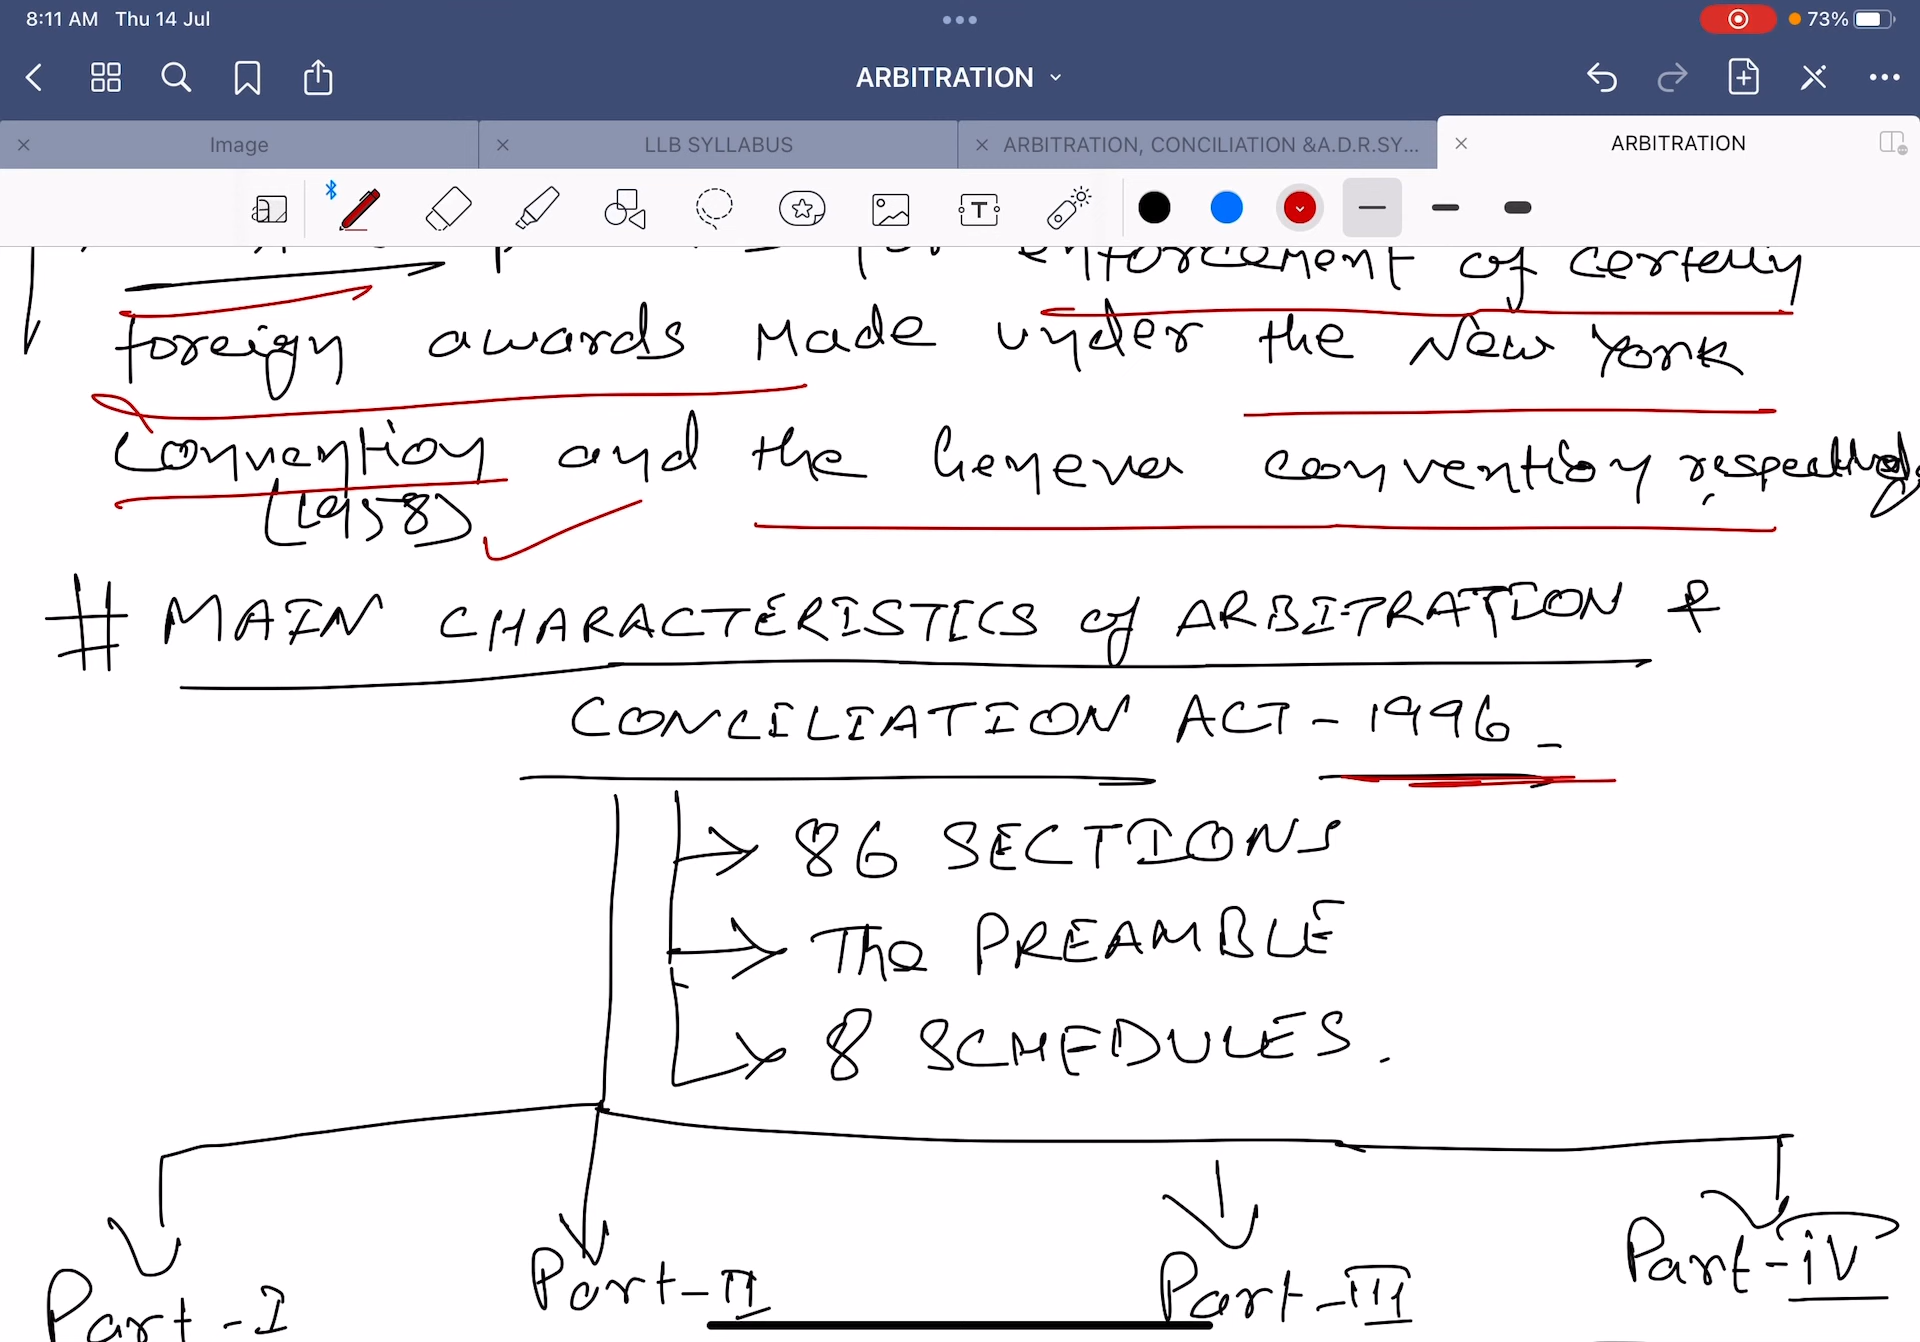 8:11 AM Thu 14 Jul
73%
ARBITRATION
Image
LLB SYLLABUS
ARBITRATION, CONCILIATION &A.D.R.SY...
ARBITRATION
T
for enforcement of
foreign awards Made under the New York
Convention and the Geneva convention
(1958)
# MAIN CHARACTERISTICS of ARBITRATION &
CONCILIATION ACT - 1996
→ 86 SECTIONS
→ The PREAMBLE
→ 8 SCHEDULES.
Part-I Part-II Part-III Part-iV